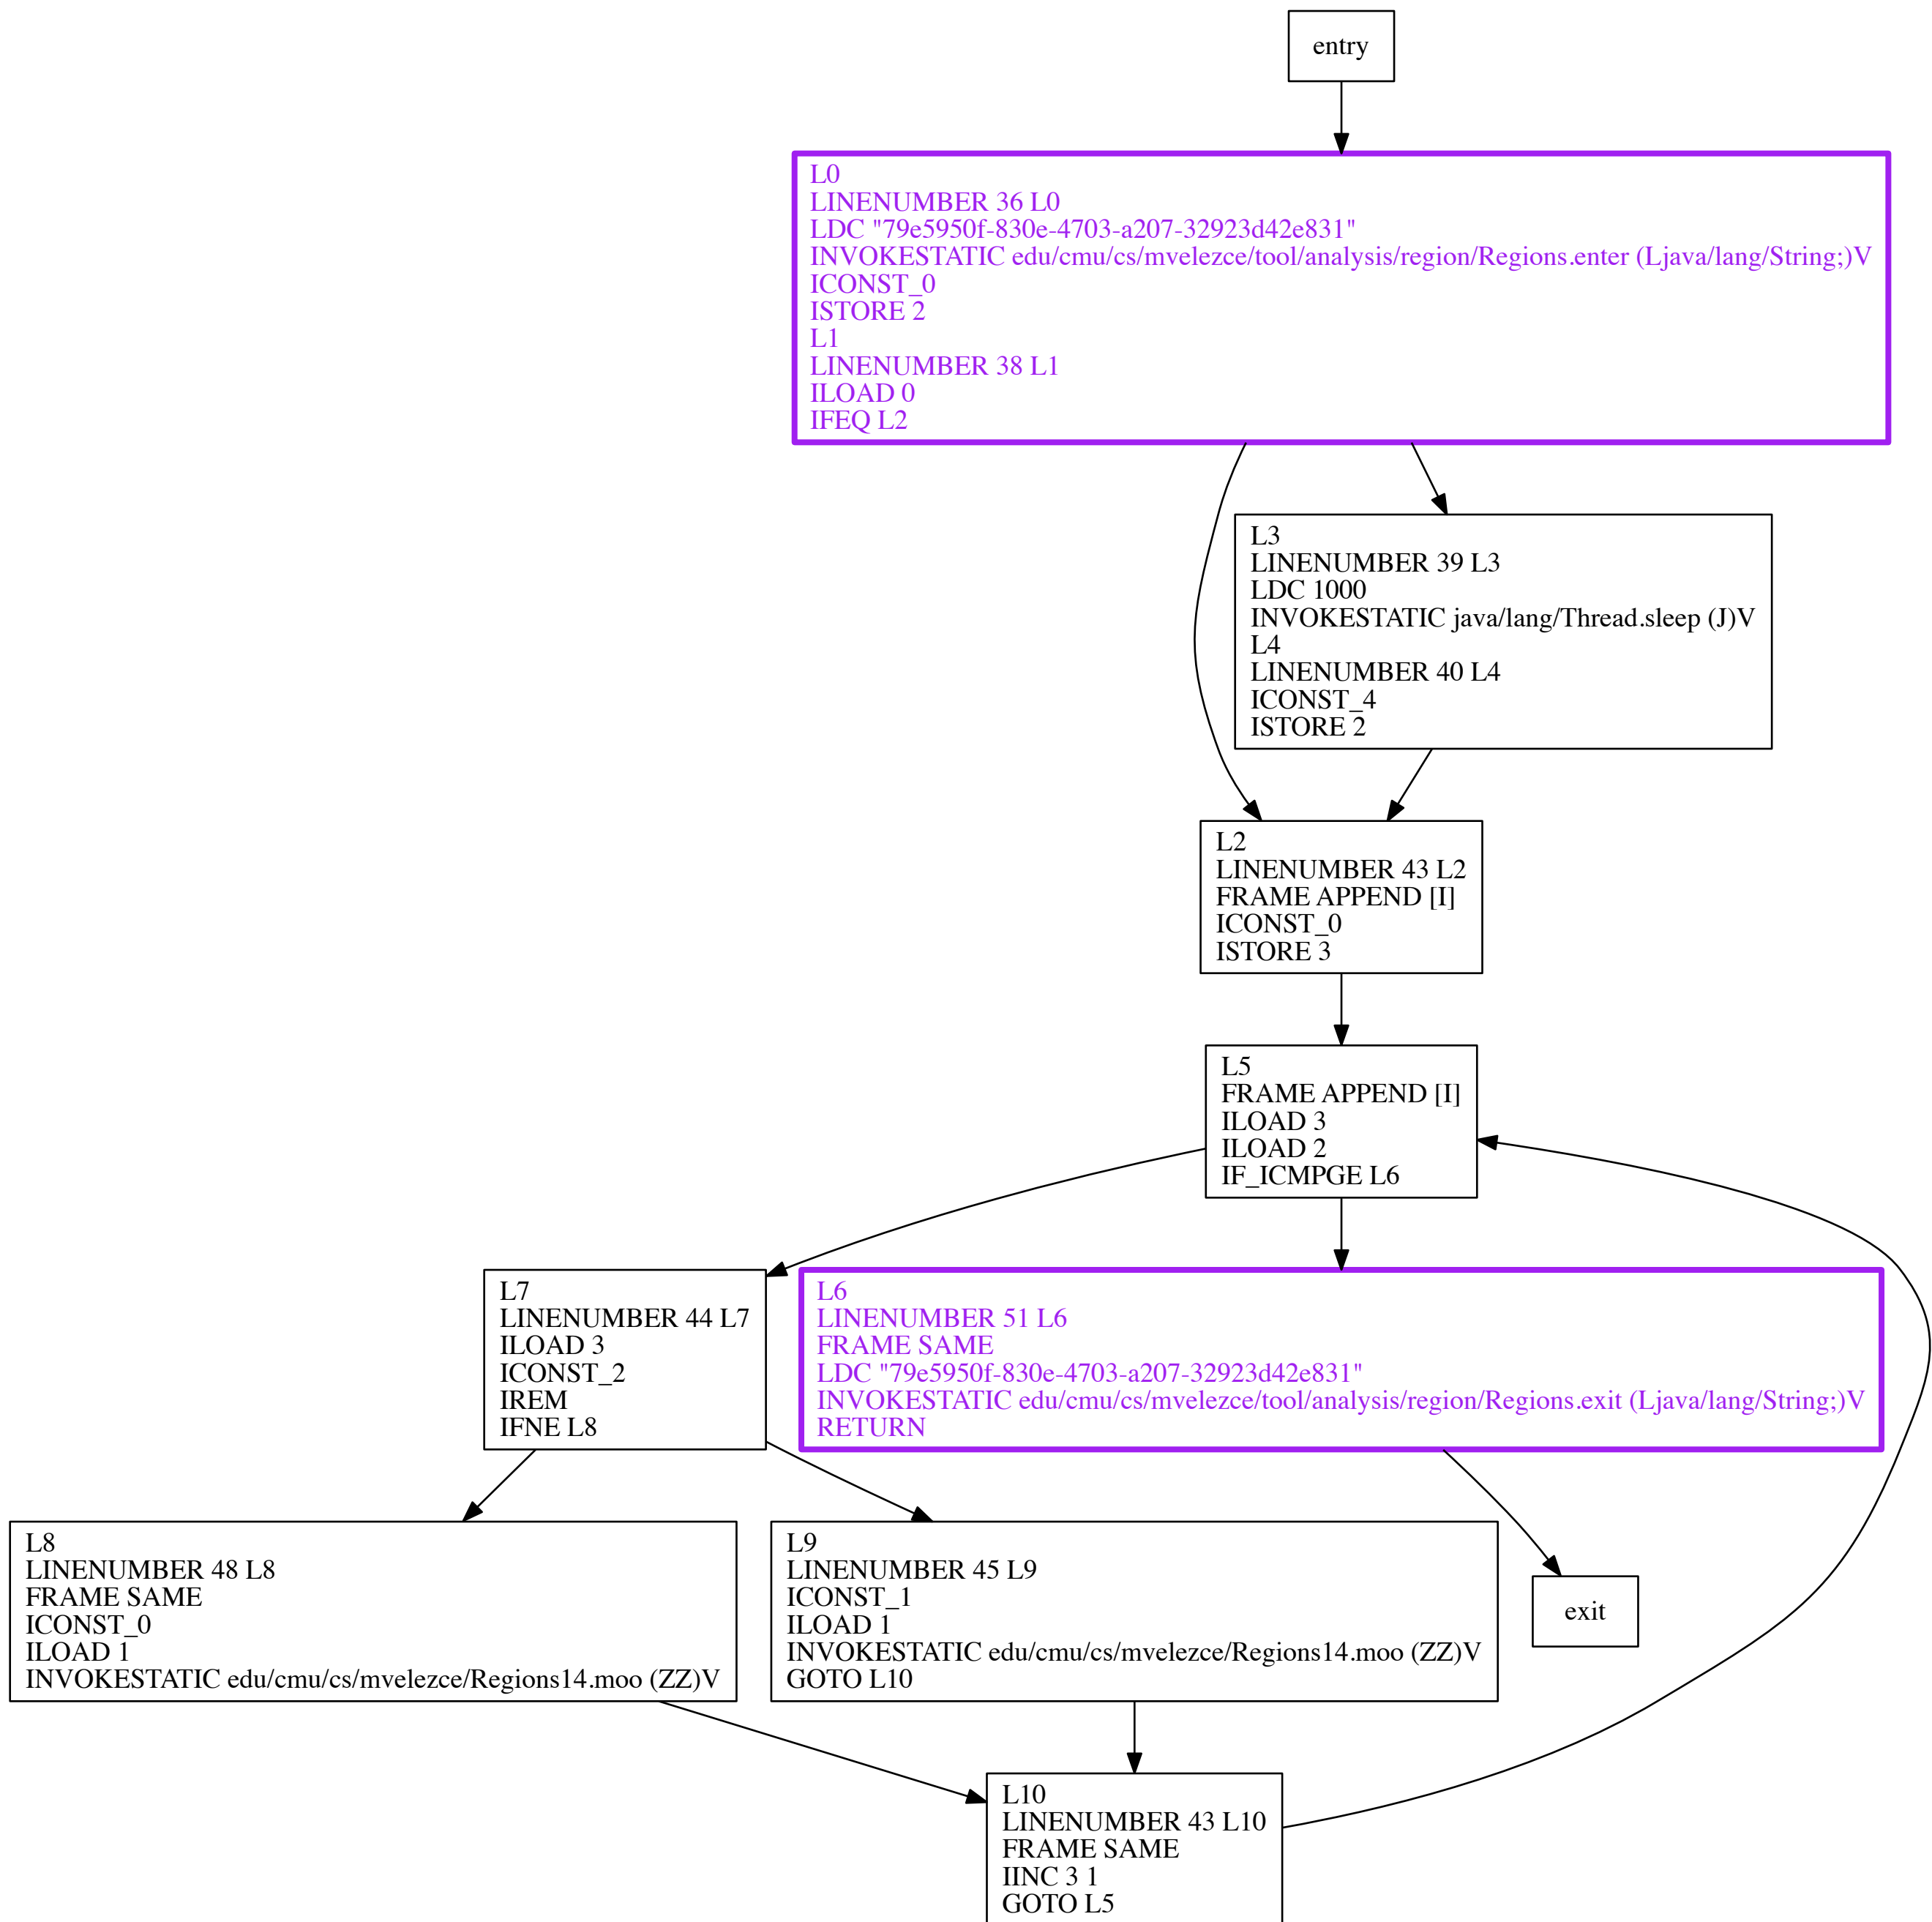 entry
L0
LINENUMBER 36 L0
LDC "79e5950f-830e-4703-a207-32923d42e831"
INVOKESTATIC edu/cmu/cs/mvelezce/tool/analysis/region/Regions.enter (Ljava/lang/String;)V
ICONST_0
ISTORE 2
L1
LINENUMBER 38 L1
ILOAD 0
IFEQ L2
L3
LINENUMBER 39 L3
LDC 1000
INVOKESTATIC java/lang/Thread.sleep (J)V
L4
LINENUMBER 40 L4
ICONST_4
ISTORE 2
L2
LINENUMBER 43 L2
FRAME APPEND [I]
ICONST_0
ISTORE 3
L5
FRAME APPEND [I]
ILOAD 3
ILOAD 2
IF_ICMPGE L6
L7
LINENUMBER 44 L7
ILOAD 3
ICONST_2
IREM
IFNE L8
L6
LINENUMBER 51 L6
FRAME SAME
LDC "79e5950f-830e-4703-a207-32923d42e831"
INVOKESTATIC edu/cmu/cs/mvelezce/tool/analysis/region/Regions.exit (Ljava/lang/String;)V
RETURN
L8
LINENUMBER 48 L8
FRAME SAME
ICONST_0
ILOAD 1
INVOKESTATIC edu/cmu/cs/mvelezce/Regions14.moo (ZZ)V
L9
LINENUMBER 45 L9
ICONST_1
ILOAD 1
INVOKESTATIC edu/cmu/cs/mvelezce/Regions14.moo (ZZ)V
GOTO L10
exit
L10
LINENUMBER 43 L10
FRAME SAME
IINC 3 1
GOTO L5